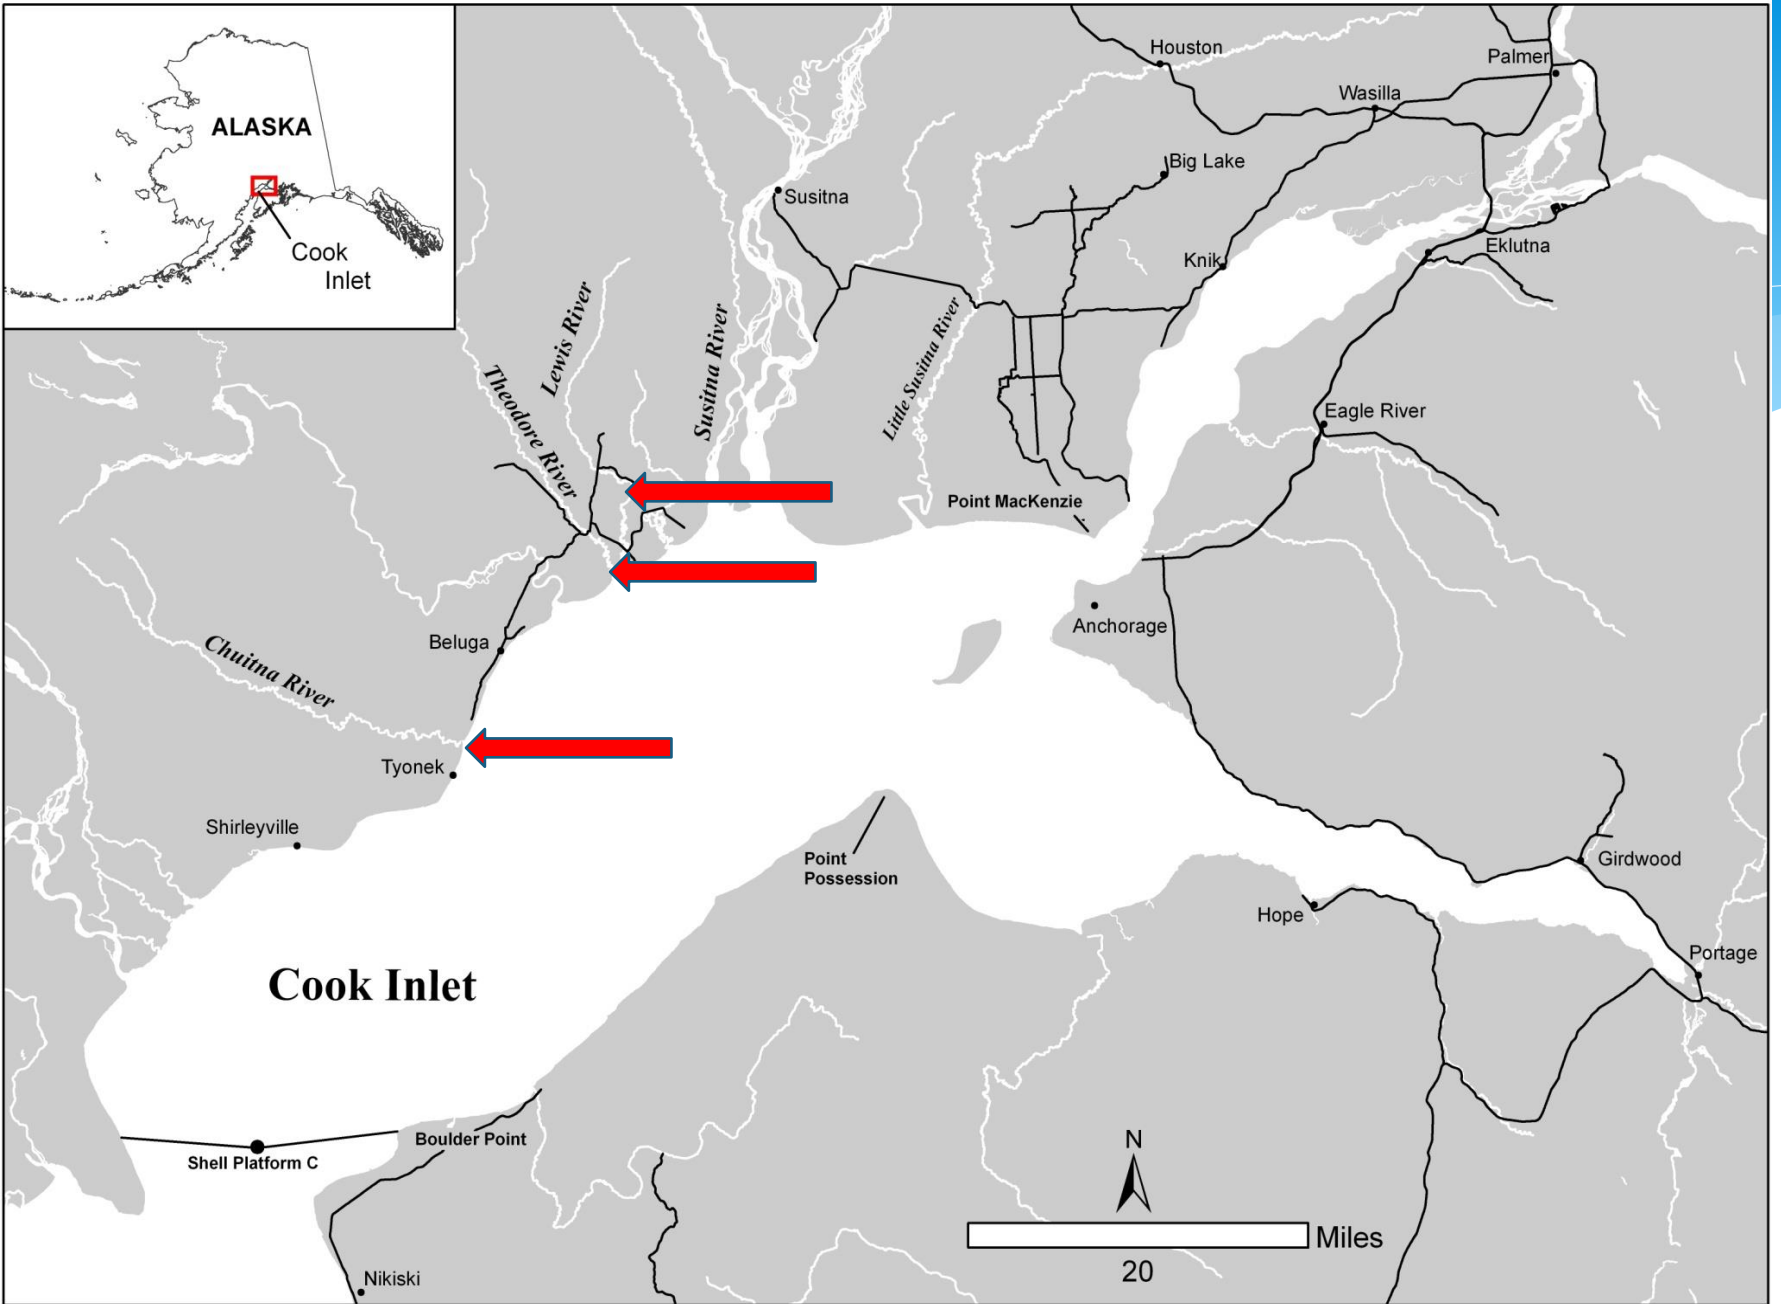 ALASKA
Cook
Inlet
Houston
Palmer
Wasilla
Big Lake
Susitna
Knik
Eklutna
Lewis River
Theodore River
Susitna River
Little Susitna River
Eagle River
Point MacKenzie
Anchorage
Beluga
Chuitna River
Tyonek
Shirleyville
Point
Possession
Girdwood
Hope
Portage
Cook Inlet
Boulder Point
Shell Platform C
N
Miles
20
Nikiski